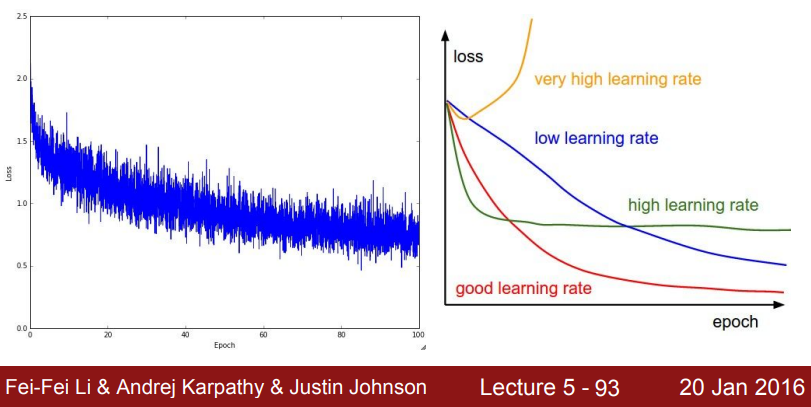 2.5
2.0
1.5
1.0
0.5
0.0
Loss
0 20 40 60 80 100
Epoch
loss
very high learning rate
low learning rate
high learning rate
good learning rate
epoch
Fei-Fei Li & Andrej Karpathy & Justin Johnson Lecture 5 - 93 20 Jan 2016